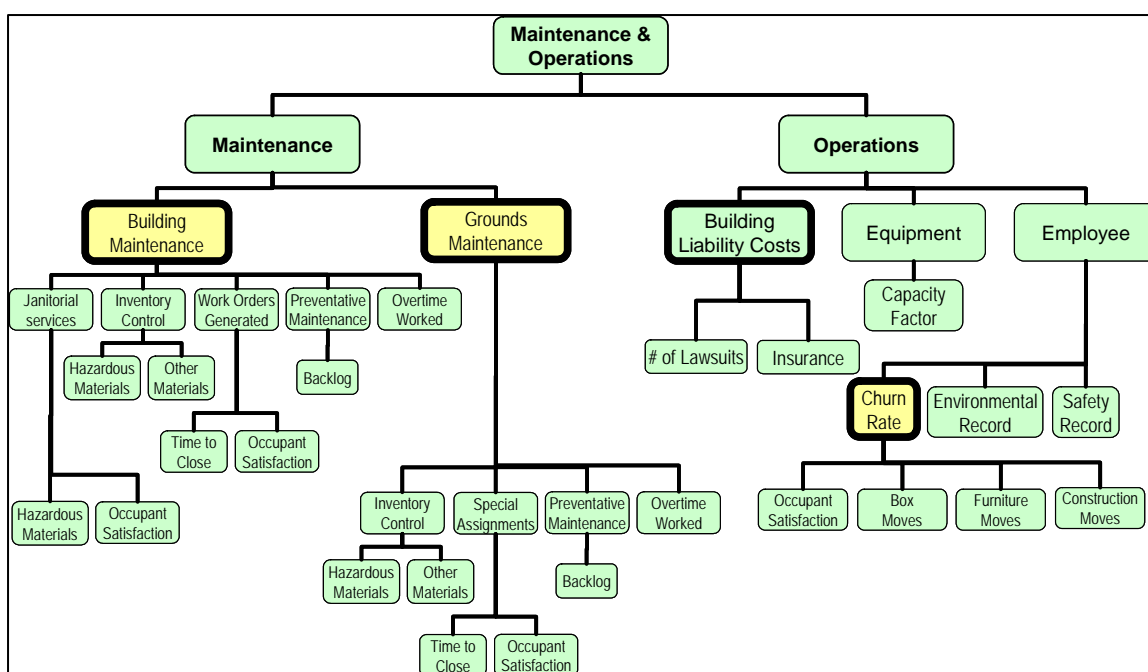 Maintenance &
Operations
Maintenance
Operations
Building
Maintenance
Grounds
Maintenance
Building
Liability Costs
Equipment
Employee
Janitorial
services
Inventory
Control
Work Orders
Generated
Preventative
Maintenance
Overtime
Worked
Capacity
Factor
Hazardous
Materials
Other
Materials
Backlog
# of Lawsuits
Insurance
Churn
Rate
Environmental
Record
Safety
Record
Time to
Close
Occupant
Satisfaction
Hazardous
Materials
Occupant
Satisfaction
Inventory
Control
Special
Assignments
Preventative
Maintenance
Overtime
Worked
Occupant
Satisfaction
Box
Moves
Furniture
Moves
Construction
Moves
Hazardous
Materials
Other
Materials
Backlog
Time to
Close
Occupant
Satisfaction